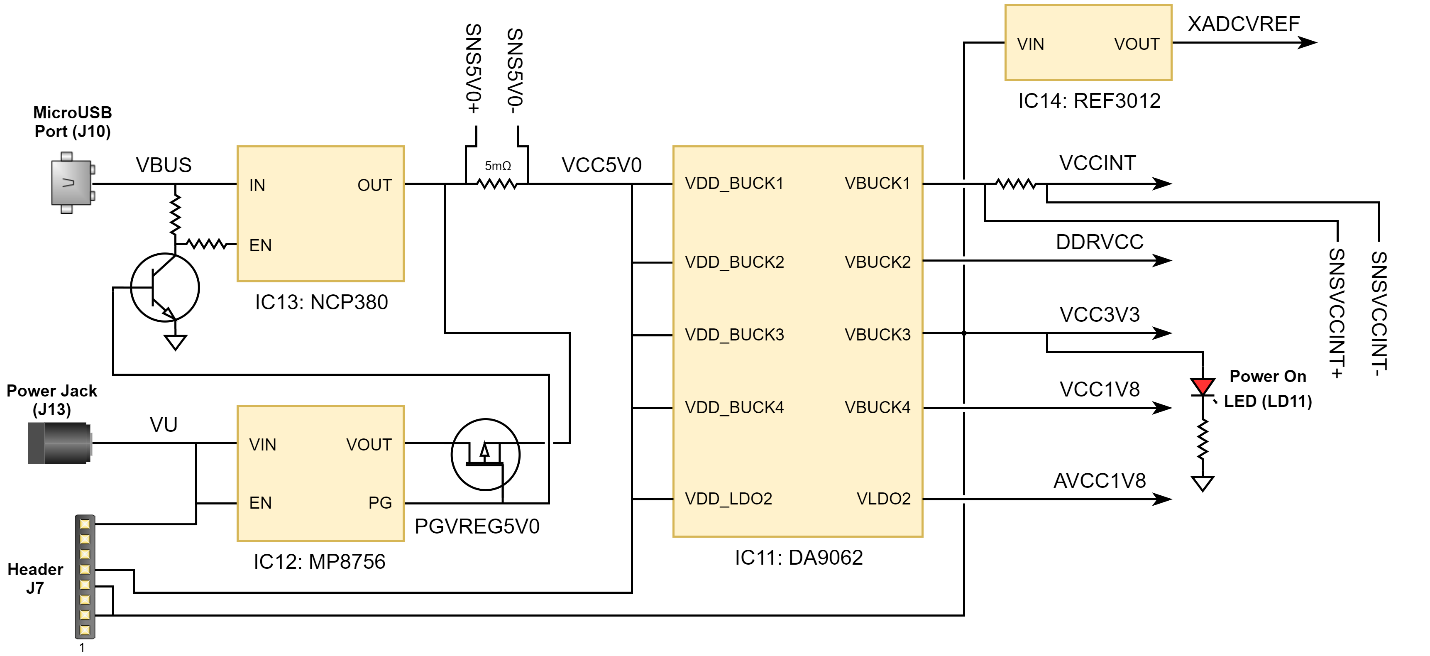 SNS5V0+
SNS5V0-
VIN
VOUT
XADCVREF
IC14: REF3012
MicroUSB
Port (J10)
VBUS
IN
OUT
EN
IC13: NCP380
5mΩ
VCC5V0
VDD_BUCK1
VBUCK1
VDD_BUCK2
VBUCK2
VDD_BUCK3
VBUCK3
VDD_BUCK4
VBUCK4
VDD_LDO2
VLDO2
IC11: DA9062
VCCINT
DDRVCC
VCC3V3
VCC1V8
AVCC1V8
SNSVCCINT+
SNSVCCINT-
Power On
LED (LD11)
Power Jack
(J13)
VU
VIN
VOUT
EN
PG
PGVREG5V0
IC12: MP8756
Header
J7
1